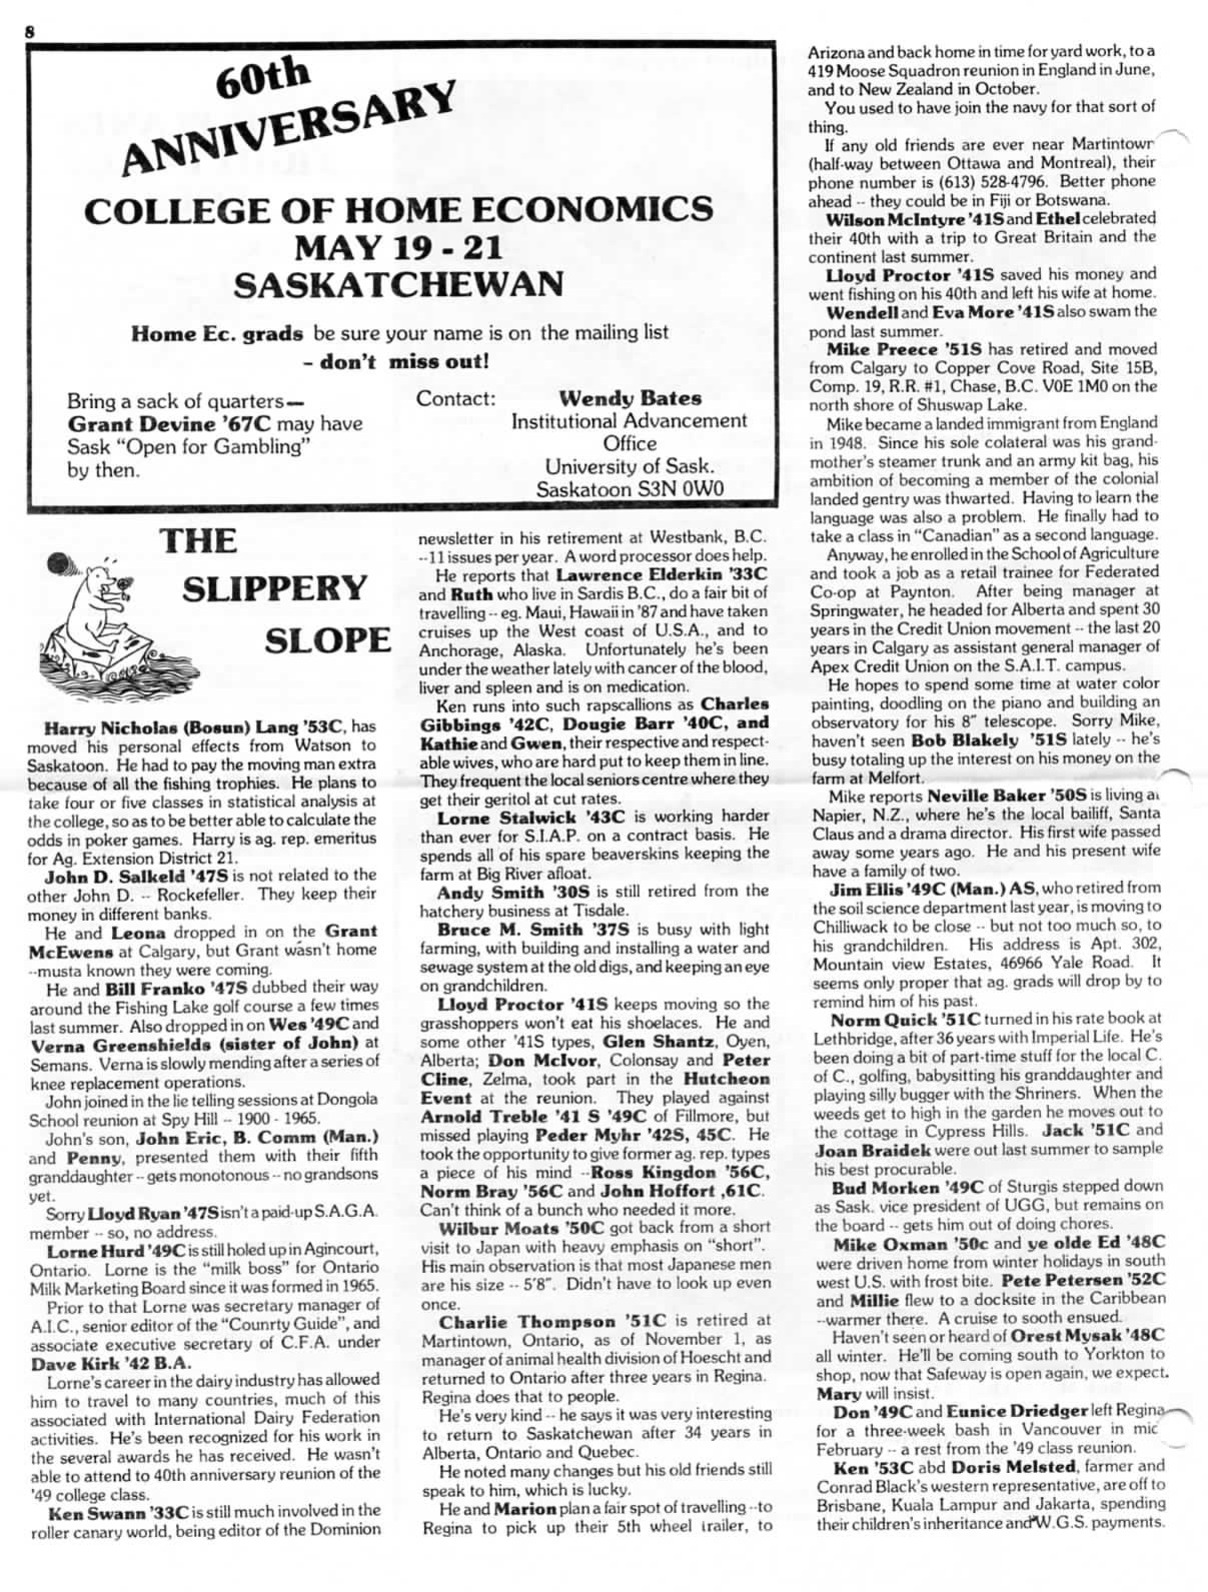 8
60th
ANNIVERSARY
COLLEGE OF HOME ECONOMICS
MAY 19 - 21
SASKATCHEWAN
Home Ec. grads be sure your name is on the mailing list
- don't miss out!
Bring a sack of quarters—
Grant Devine '67C may have
Sask "Open for Gambling"
by then.
Contact:
Wendy Bates
Institutional Advancement
Office
University of Sask.
Saskatoon S3N 0W0
THE
SLIPPERY
SLOPE
Harry Nicholas (Bosun) Lang '53C, has
moved his personal effects from Watson to
Saskatoon. He had to pay the moving man extra
because of all the fishing trophies. He plans to
take four or five classes in statistical analysis at
the college, so as to be better able to calculate the
odds in poker games. Harry is ag. rep. emeritus
for Ag. Extension District 21.
John D. Salkeld '47S is not related to the
other John D. -- Rockefeller. They keep their
money in different banks.
He and Leona dropped in on the Grant
McEwens at Calgary, but Grant wasn't home
--musta known they were coming.
He and Bill Franko '47S dubbed their way
around the Fishing Lake golf course a few times
last summer. Also dropped in on Wes '49C and
Verna Greenshields (sister of John) at
Semans. Verna is slowly mending after a series of
knee replacement operations.
John joined in the lie telling sessions at Dongola
School reunion at Spy Hill -- 1900 - 1965.
John's son, John Eric, B. Comm (Man.)
and Penny, presented them with their fifth
granddaughter -- gets monotonous -- no grandsons
yet.
Sorry Lloyd Ryan '47S isn't a paid-up S.A.G.A.
member -- so, no address.
Lorne Hurd '49C is still holed up in Agincourt,
Ontario. Lorne is the "milk boss" for Ontario
Milk Marketing Board since it was formed in 1965.
Prior to that Lorne was secretary manager of
A.I.C., senior editor of the "Counrty Guide", and
associate executive secretary of C.F.A. under
Dave Kirk '42 B.A.
Lorne's career in the dairy industry has allowed
him to travel to many countries, much of this
associated with International Dairy Federation
activities. He's been recognized for his work in
the several awards he has received. He wasn't
able to attend to 40th anniversary reunion of the
'49 college class.
Ken Swann '33C is still much involved in the
roller canary world, being editor of the Dominion
newsletter in his retirement at Westbank, B.C.
--11 issues per year. A word processor does help.
He reports that Lawrence Elderkin '33C
and Ruth who live in Sardis B.C., do a fair bit of
travelling -- eg. Maui, Hawaii in '87 and have taken
cruises up the West coast of U.S.A., and to
Anchorage, Alaska. Unfortunately he's been
under the weather lately with cancer of the blood,
liver and spleen and is on medication.
Ken runs into such rapscallions as Charles
Gibbings '42C, Dougie Barr '40C, and
Kathie and Gwen, their respective and respect-
able wives, who are hard put to keep them in line.
They frequent the local seniors centre where they
get their geritol at cut rates.
Lorne Stalwick '43C is working harder
than ever for S.I.A.P. on a contract basis. He
spends all of his spare beaverskins keeping the
farm at Big River afloat.
Andy Smith '30S is still retired from the
hatchery business at Tisdale.
Bruce M. Smith '37S is busy with light
farming, with building and installing a water and
sewage system at the old digs, and keeping an eye
on grandchildren.
Lloyd Proctor '41S keeps moving so the
grasshoppers won't eat his shoelaces. He and
some other '41S types, Glen Shantz, Oyen,
Alberta; Don McIvor, Colonsay and Peter
Cline, Zelma, took part in the Hutcheon
Event at the reunion. They played against
Arnold Treble '41 S '49C of Fillmore, but
missed playing Peder Myhr '42S, 45C. He
took the opportunity to give former ag. rep. types
a piece of his mind --Ross Kingdon '56C,
Norm Bray '56C and John Hoffort ,61C.
Can't think of a bunch who needed it more.
Wilbur Moats '50C got back from a short
visit to Japan with heavy emphasis on "short".
His main observation is that most Japanese men
are his size -- 5'8". Didn't have to look up even
once.
Charlie Thompson '51C is retired at
Martintown, Ontario, as of November 1, as
manager of animal health division of Hoescht and
returned to Ontario after three years in Regina.
Regina does that to people.
He's very kind -- he says it was very interesting
to return to Saskatchewan after 34 years in
Alberta, Ontario and Quebec.
He noted many changes but his old friends still
speak to him, which is lucky.
He and Marion plan a fair spot of travelling --to
Regina to pick up their 5th wheel trailer, to
Arizona and back home in time for yard work, to a
419 Moose Squadron reunion in England in June,
and to New Zealand in October.
You used to have join the navy for that sort of
thing.
If any old friends are ever near Martintown
(half-way between Ottawa and Montreal), their
phone number is (613) 528-4796. Better phone
ahead -- they could be in Fiji or Botswana.
Wilson McIntyre '41S and Ethel celebrated
their 40th with a trip to Great Britain and the
continent last summer.
Lloyd Proctor '41S saved his money and
went fishing on his 40th and left his wife at home.
Wendell and Eva More '41S also swam the
pond last summer.
Mike Preece '51S has retired and moved
from Calgary to Copper Cove Road, Site 15B,
Comp. 19, R.R. #1, Chase, B.C. V0E 1M0 on the
north shore of Shuswap Lake.
Mike became a landed immigrant from England
in 1948. Since his sole colateral was his grand-
mother's steamer trunk and an army kit bag, his
ambition of becoming a member of the colonial
landed gentry was thwarted. Having to learn the
language was also a problem. He finally had to
take a class in "Canadian" as a second language.
Anyway, he enrolled in the School of Agriculture
and took a job as a retail trainee for Federated
Co-op at Paynton. After being manager at
Springwater, he headed for Alberta and spent 30
years in the Credit Union movement -- the last 20
years in Calgary as assistant general manager of
Apex Credit Union on the S.A.I.T. campus.
He hopes to spend some time at water color
painting, doodling on the piano and building an
observatory for his 8" telescope. Sorry Mike,
haven't seen Bob Blakely '51S lately -- he's
busy totaling up the interest on his money on the
farm at Melfort.
Mike reports Neville Baker '50S is living at
Napier, N.Z., where he's the local bailiff, Santa
Claus and a drama director. His first wife passed
away some years ago. He and his present wife
have a family of two.
Jim Ellis '49C (Man.) AS, who retired from
the soil science department last year, is moving to
Chilliwack to be close -- but not too much so, to
his grandchildren. His address is Apt. 302,
Mountain view Estates, 46966 Yale Road. It
seems only proper that ag. grads will drop by to
remind him of his past.
Norm Quick '51C turned in his rate book at
Lethbridge, after 36 years with Imperial Life. He's
been doing a bit of part-time stuff for the local C.
of C., golfing, babysitting his granddaughter and
playing silly bugger with the Shriners. When the
weeds get to high in the garden he moves out to
the cottage in Cypress Hills. Jack '51C and
Joan Braidek were out last summer to sample
his best procurable.
Bud Morken '49C of Sturgis stepped down
as Sask. vice president of UGG, but remains on
the board -- gets him out of doing chores.
Mike Oxman '50c and ye olde Ed '48C
were driven home from winter holidays in south
west U.S. with frost bite. Pete Petersen '52C
and Millie flew to a dockside in the Caribbean
--warmer there. A cruise to sooth ensued.
Haven't seen or heard of Orest Mysak '48C
all winter. He'll be coming south to Yorkton to
shop, now that Safeway is open again, we expect.
Mary will insist.
Don '49C and Eunice Driedger left Regina
for a three-week bash in Vancouver in mic
February -- a rest from the '49 class reunion.
Ken '53C abd Doris Melsted, farmer and
Conrad Black's western representative, are off to
Brisbane, Kuala Lampur and Jakarta, spending
their children's inheritance and W.G.S. payments.